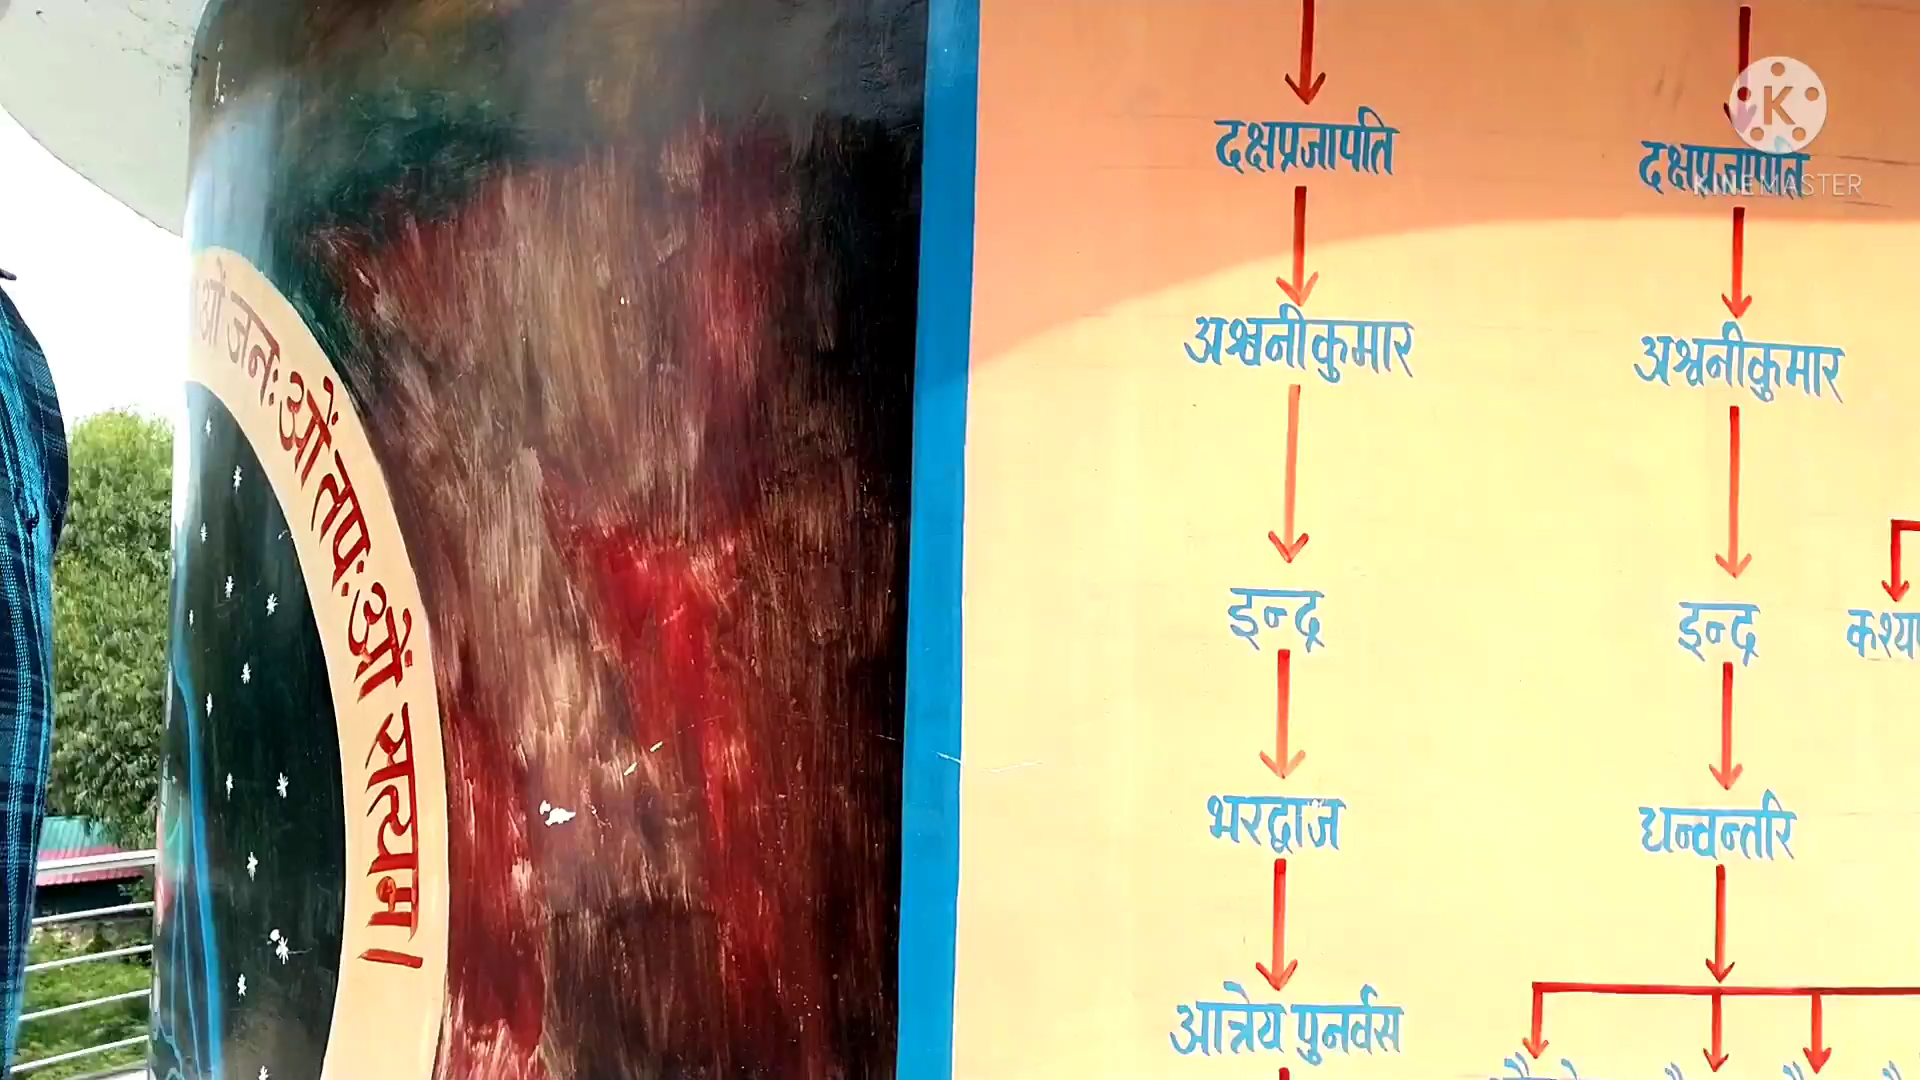 ओं जनः ओं तपः ओं सत्यम्।
दक्षप्रजापति
अश्वनीकुमार
इन्द्र
भरद्वाज
आत्रेय पुनर्वस
दक्षप्रजापति
अश्वनीकुमार
इन्द्र
धन्वन्तरि
K
KINEMASTER